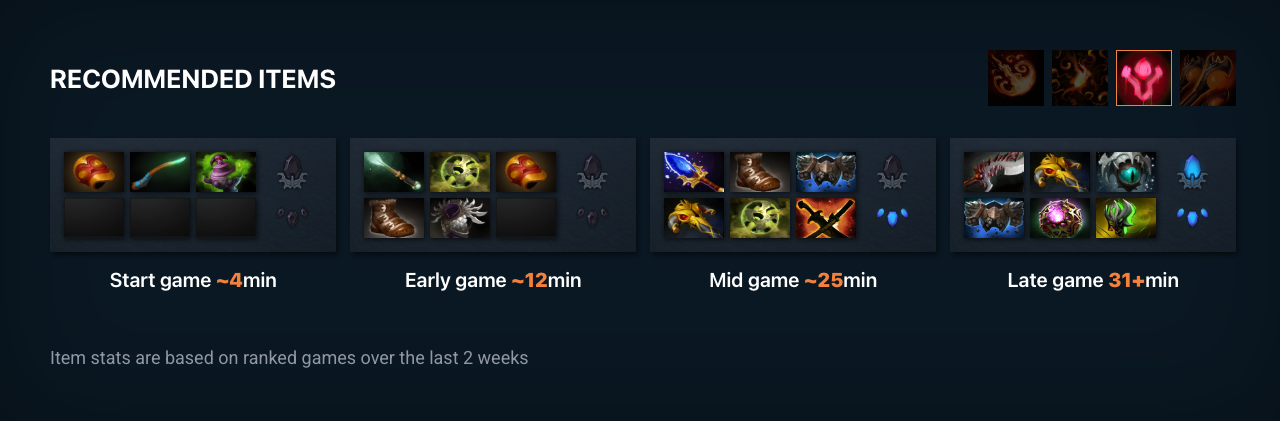 RECOMMENDED ITEMS
Start game ~4min
Early game ~12min
Mid game ~25min
Late game 31+min
Item stats are based on ranked games over the last 2 weeks